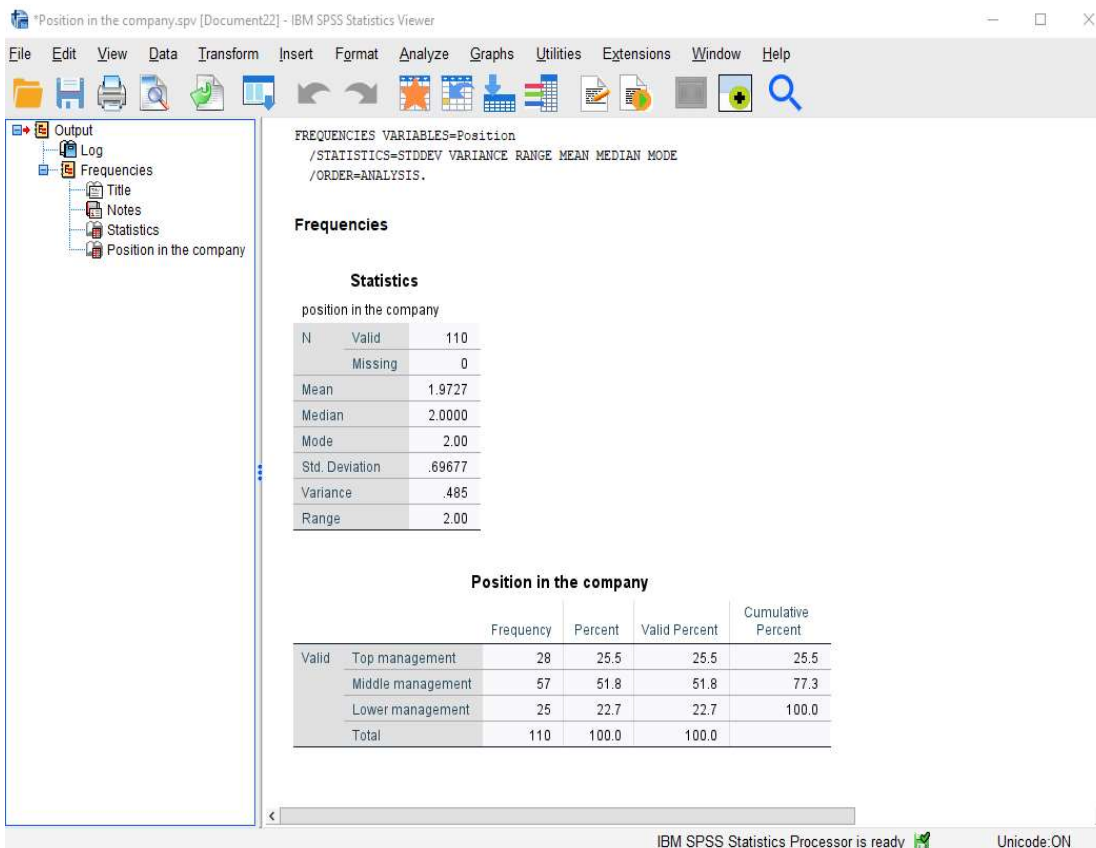 *Position in the company.spv [Document22] - IBM SPSS Statistics Viewer
File Edit View Data Transform Insert Format Analyze Graphs Utilities Extensions Window Help
Output
Log
Frequencies
Title
Notes
Statistics
Position in the company
FREQUENCIES VARIABLES=Position
/STATISTICS=STDDEV VARIANCE RANGE MEAN MEDIAN MODE
/ORDER=ANALYSIS.
Frequencies
Statistics
position in the company
N Valid 110
Missing 0
Mean 1.9727
Median 2.0000
Mode 2.00
Std. Deviation .69677
Variance .485
Range 2.00
Position in the company
Frequency Percent Valid Percent Cumulative Percent
Valid Top management 28 25.5 25.5 25.5
Middle management 57 51.8 51.8 77.3
Lower management 25 22.7 22.7 100.0
Total 110 100.0 100.0
IBM SPSS Statistics Processor is ready Unicode:ON